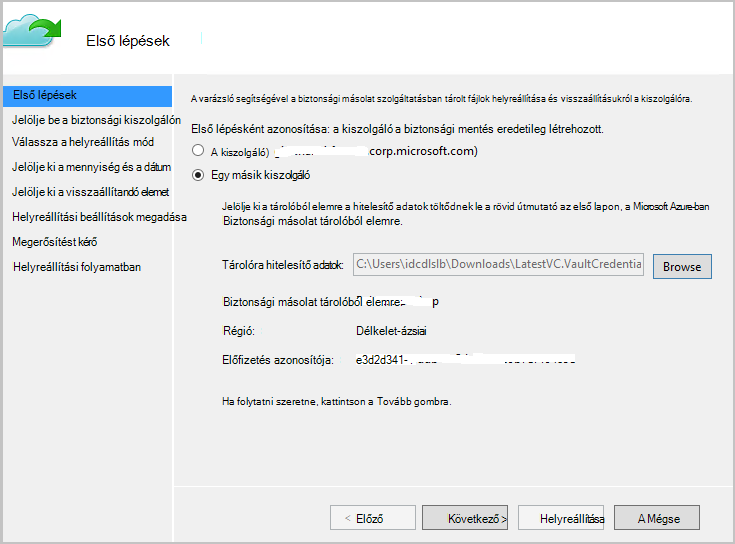 Első lépések
Első lépések
Jelölje be a biztonsági kiszolgálón
Válassza a helyreállítás mód
Jelölje ki a mennyiség és a dátum
Jelölje ki a visszaállítandó elemet
Helyreállítási beállítások megadása
Megerősítést kérő
Helyreállítási folyamatban
A varázsló segítségével a biztonsági másolat szolgáltatásban tárolt fájlok helyreállítása és visszaállításukról a kiszolgálóra.
Első lépésként azonosítása: a kiszolgáló a biztonsági mentés eredetileg létrehozott.
A kiszolgáló) corp.microsoft.com)
Egy másik kiszolgáló
Jelölje ki a tárolóból elemre a hitelesítő adatok töltődnek le a rövid útmutató az első lapon, a Microsoft Azure-ban
Biztonsági másolat tárolóból elemre.
Tárolóra hitelesítő adatok: C:\Users\idcdlslb\Downloads\LatestVC.VaultCredentia Browse
Biztonsági másolat tárolóból elemre: p
Régió: Délkelet-ázsiai
Előfizetés azonosítója: e3d2d341-
Ha folytatni szeretne, kattintson a Tovább gombra.
< Előző Következő > Helyreállítása A Mégse